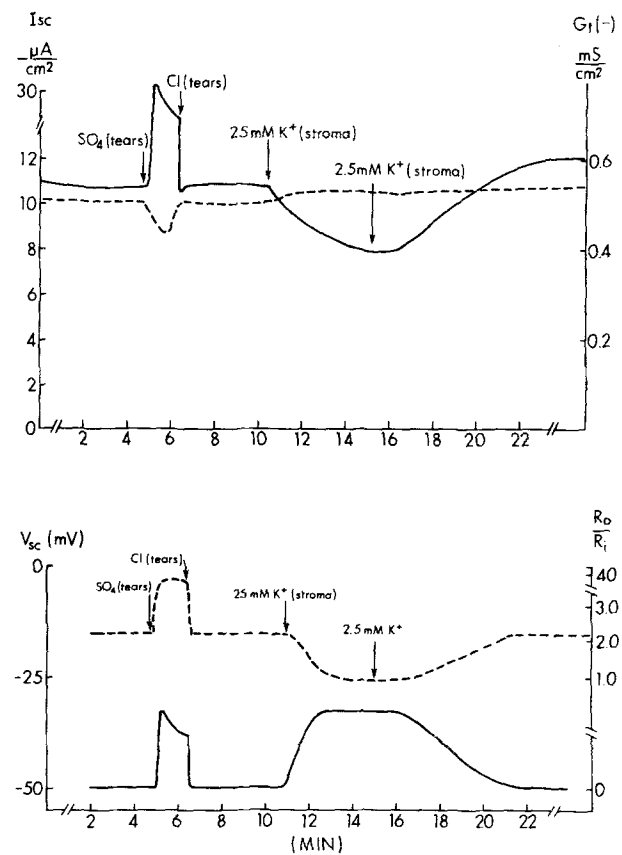 Isc
-μA
cm2
Gt(-)
mS
cm2
30
12
10
8
6
4
2
0
SO4 (tears)
Cl (tears)
25 mM K+ (stroma)
2.5 mM K+ (stroma)
0.6
0.4
0.2
2 4 6 8 10 12 14 16 18 20 22
Vsc (mV)
Ro
Ri
0
-25
-50
SO4 (tears)
Cl (tears)
25 mM K+ (stroma)
2.5 mM K+
40
3.0
2.0
1.0
0
2 4 6 8 10 12 14 16 18 20 22
(MIN)